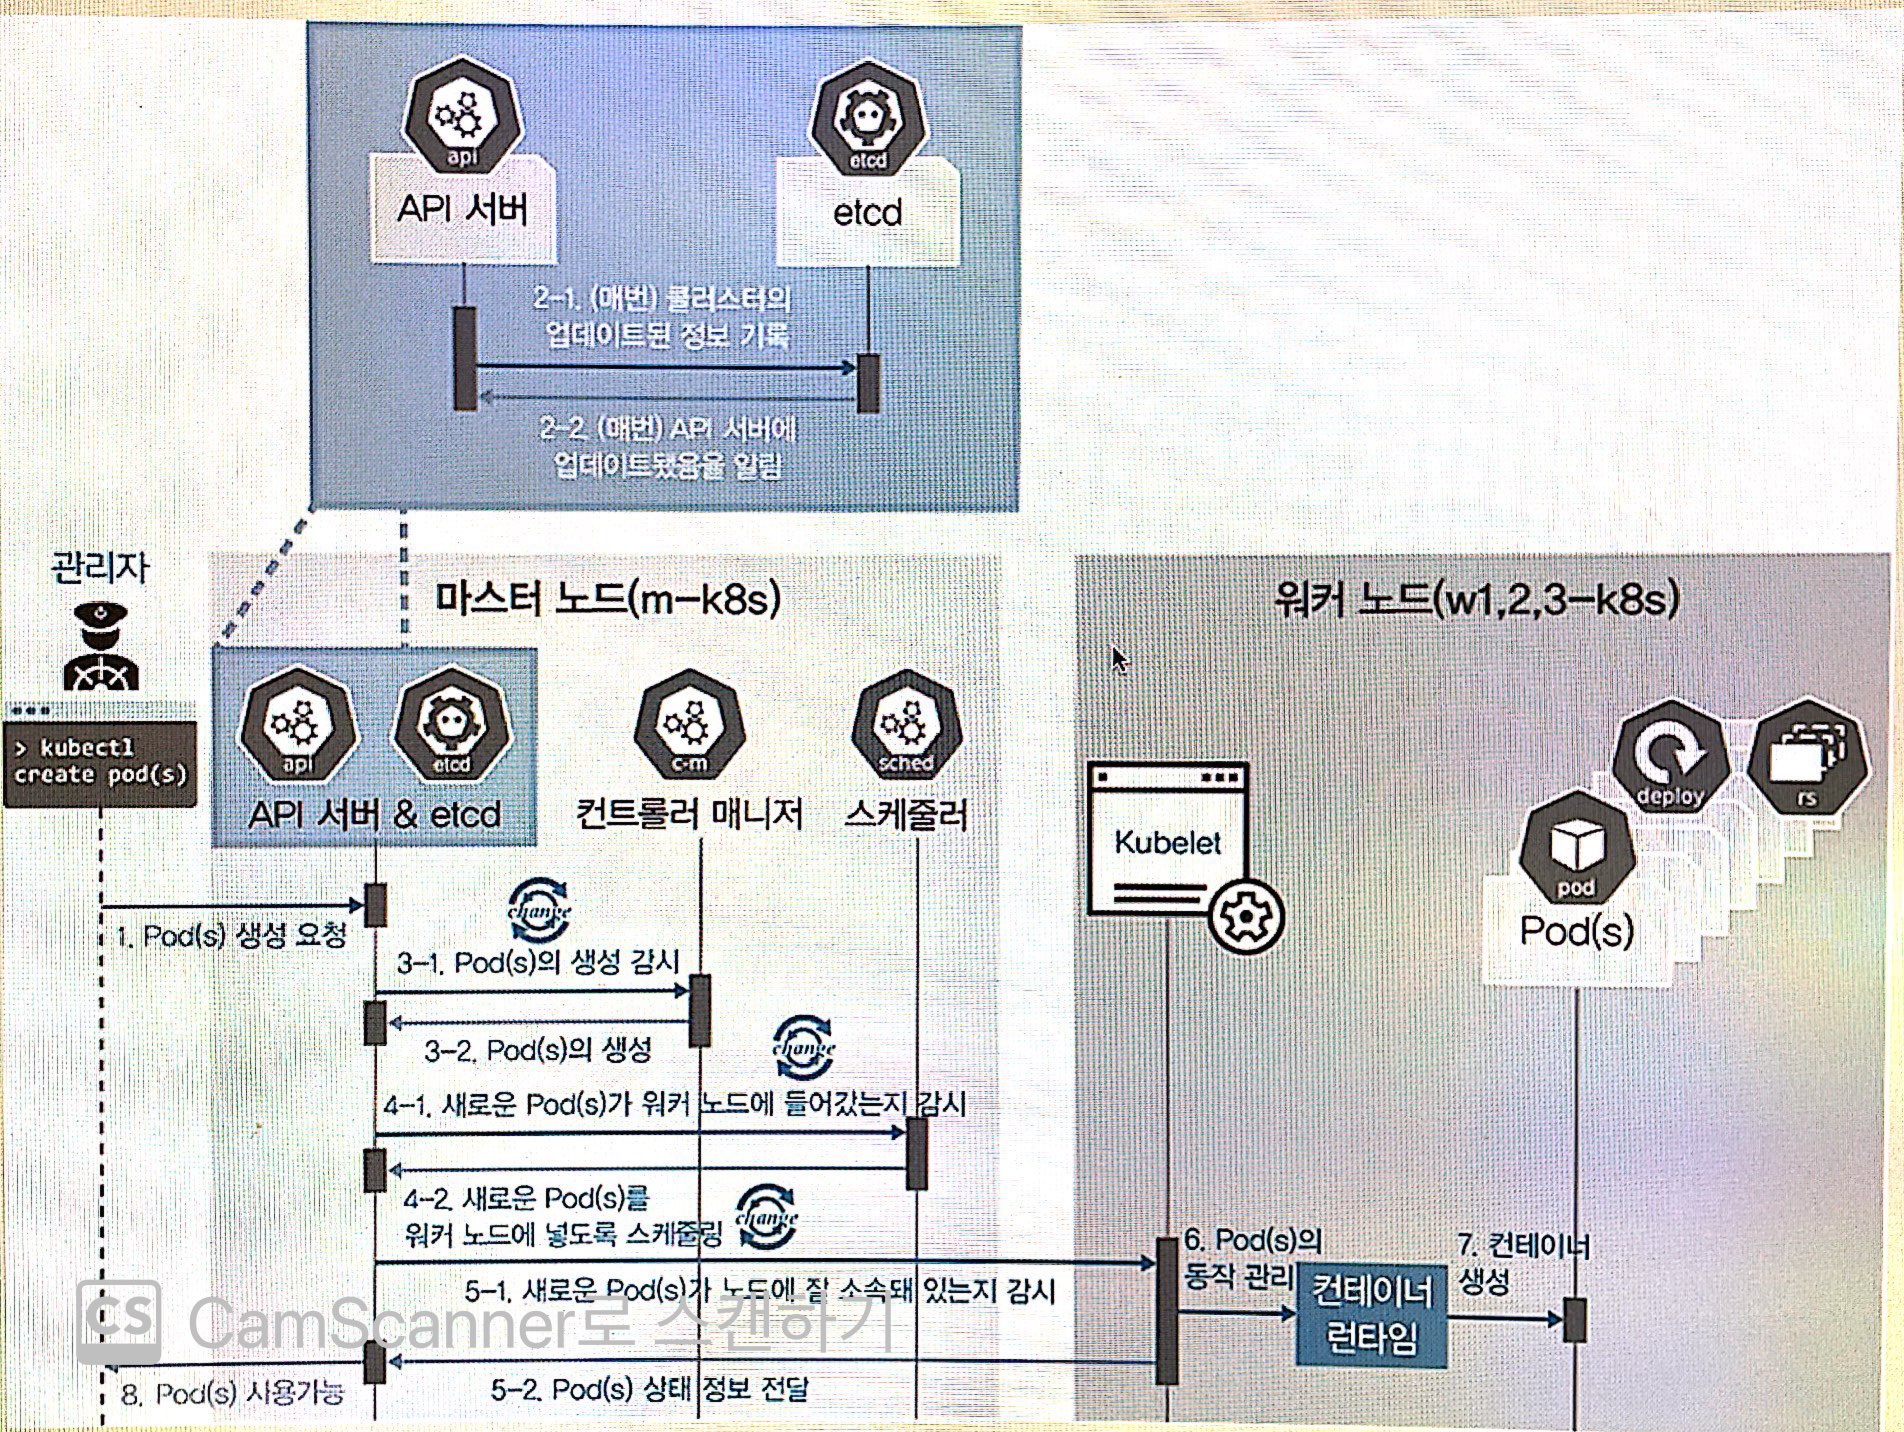 api
etcd
API 서버
etcd
2-1. (매번) 클러스터의
업데이트된 정보 기록
2-2. (매번) API 서버에
업데이트됐음을 알림
관리자
> kubectl
create pod(s)
마스터 노드(m-k8s)
api
etcd
API 서버 & etcd
c-m
컨트롤러 매니저
sched
스케줄러
워커 노드(w1,2,3-k8s)
Kubelet
deploy
rs
pod
Pod(s)
1. Pod(s) 생성 요청
change
3-1. Pod(s)의 생성 감시
3-2. Pod(s)의 생성
change
4-1. 새로운 Pod(s)가 워커 노드에 들어갔는지 감시
4-2. 새로운 Pod(s)를
워커 노드에 넣도록 스케줄링
change
5-1. 새로운 Pod(s)가 노드에 잘 소속돼 있는지 감시
6. Pod(s)의
동작 관리
컨테이너
런타임
7. 컨테이너
생성
5-2. Pod(s) 상태 정보 전달
8. Pod(s) 사용가능
CS CamScanner로 스캔하기